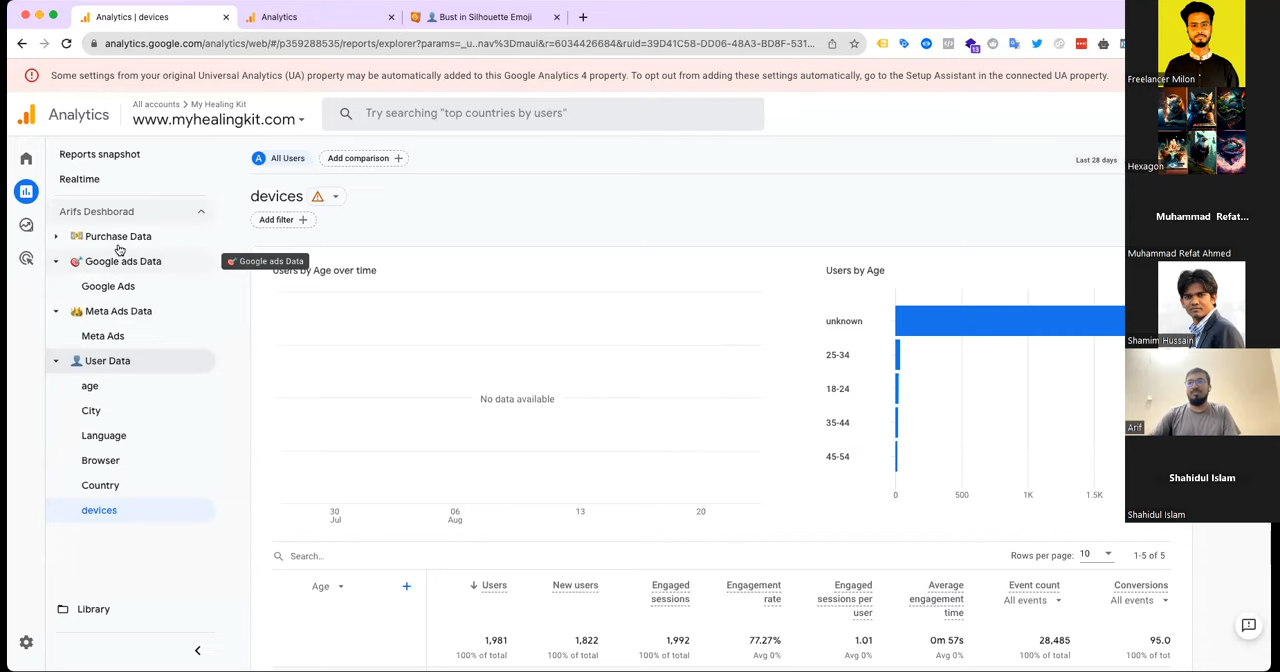 Analytics | devices
Analytics
Bust in Silhouette Emoji
analytics.google.com/analytics/web/#/p359288535/reports/explorer?params=_u..nav%3Dmaui&r=6034426684&ruid=39D41C58-DD06-48A3-BD8F-531...
13
Some settings from your original Universal Analytics (UA) property may be automatically added to this Google Analytics 4 property. To opt out from adding these settings automatically, go to the Setup Assistant in the connected UA property.
Analytics
All accounts > My Healing Kit
www.myhealingkit.com
Try searching "top countries by users"
Reports snapshot
Realtime
Arifs Deshborad
Purchase Data
Google ads Data
Google Ads
Meta Ads Data
Meta Ads
User Data
age
City
Language
Browser
Country
devices
Library
Google ads Data
A All Users
Add comparison +
Last 28 days
devices
Add filter +
Users by Age over time
No data available
30 Jul
06 Aug
13
20
Users by Age
unknown
25-34
18-24
35-44
45-54
0 500 1K 1.5K
Search...
Rows per page: 10 1-5 of 5
Age
Users
New users
Engaged sessions
Engagement rate
Engaged sessions per user
Average engagement time
Event count
All events
Conversions
All events
1,981 1,822 1,992 77.27% 1.01 0m 57s 28,485 95.0
100% of total 100% of total 100% of total Avg 0% Avg 0% Avg 0% 100% of total 100% of tot
Freelancer Milon
Hexagon
Muhammad Refat...
Muhammad Refat Ahmed
Shamim Hussain
Arif
Shahidul Islam
Shahidul Islam